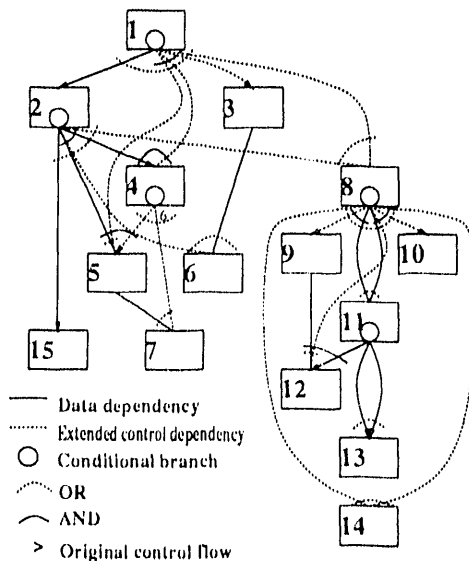 1
2
3
4
8
6
5
6
9
10
11
15
7
12
13
14
Data dependency
Extended control dependency
Conditional branch
OR
AND
> Original control flow